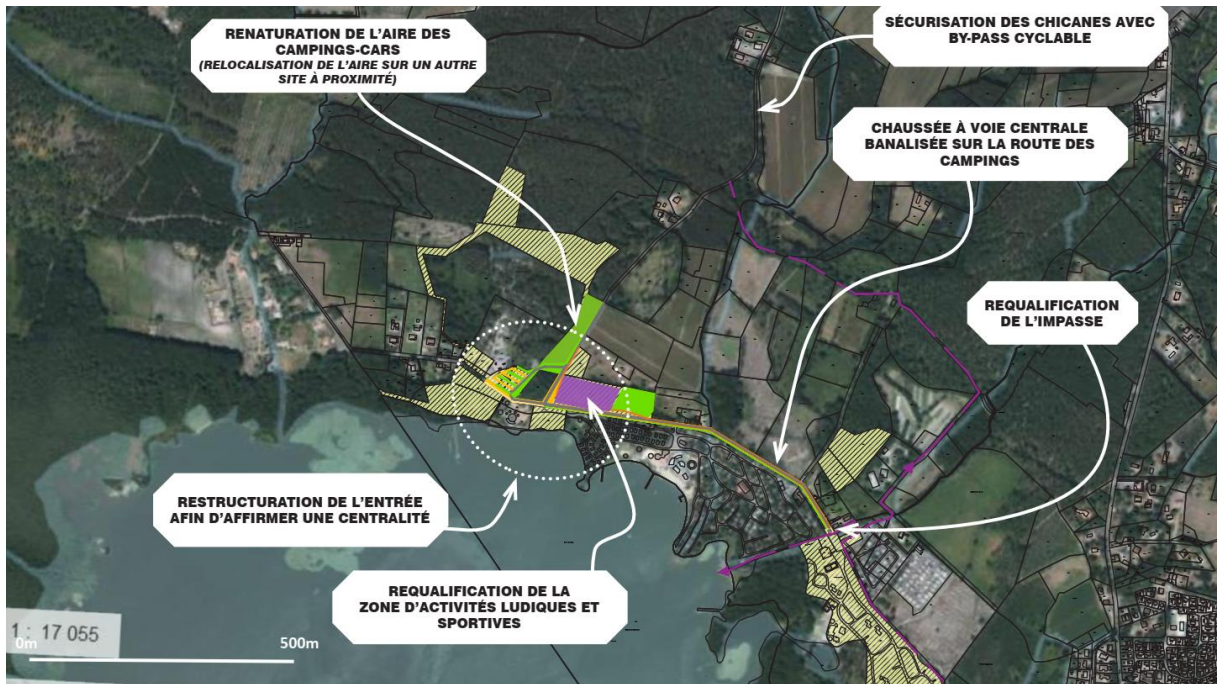 RENATURATION DE L'AIRE DES
CAMPINGS-CARS
(RELOCALISATION DE L'AIRE SUR UN AUTRE
SITE À PROXIMITÉ)
SÉCURISATION DES CHICANES AVEC
BY-PASS CYCLABLE
CHAUSSÉE À VOIE CENTRALE
BANALISÉE SUR LA ROUTE DES
CAMPINGS
REQUALIFICATION
DE L'IMPASSE
RESTRUCTURATION DE L'ENTRÉE
AFIN D'AFFIRMER UNE CENTRALITÉ
REQUALIFICATION DE LA
ZONE D'ACTIVITÉS LUDIQUES ET
SPORTIVES
1 : 17 055
0m 500m